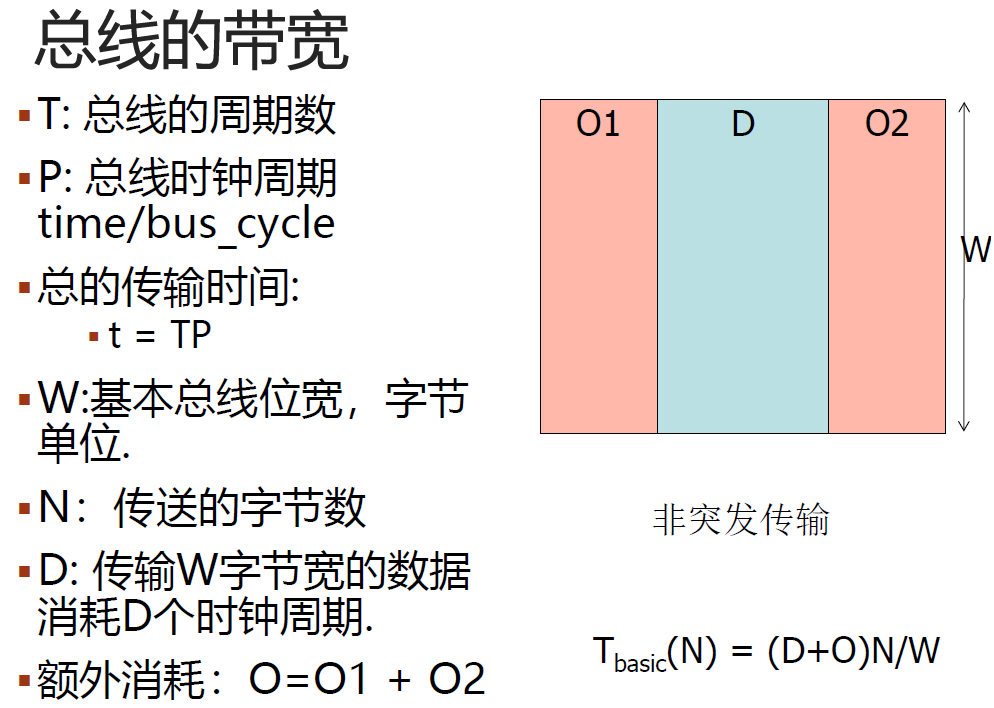 总线的带宽
▪T: 总线的周期数
▪P: 总线时钟周期
time/bus_cycle
▪总的传输时间:
▪t = TP
▪W:基本总线位宽，字节
单位.
▪N：传送的字节数
▪D: 传输W字节宽的数据
消耗D个时钟周期.
▪额外消耗：O=O1 + O2
O1 D O2
W
非突发传输
Tbasic(N) = (D+O)N/W